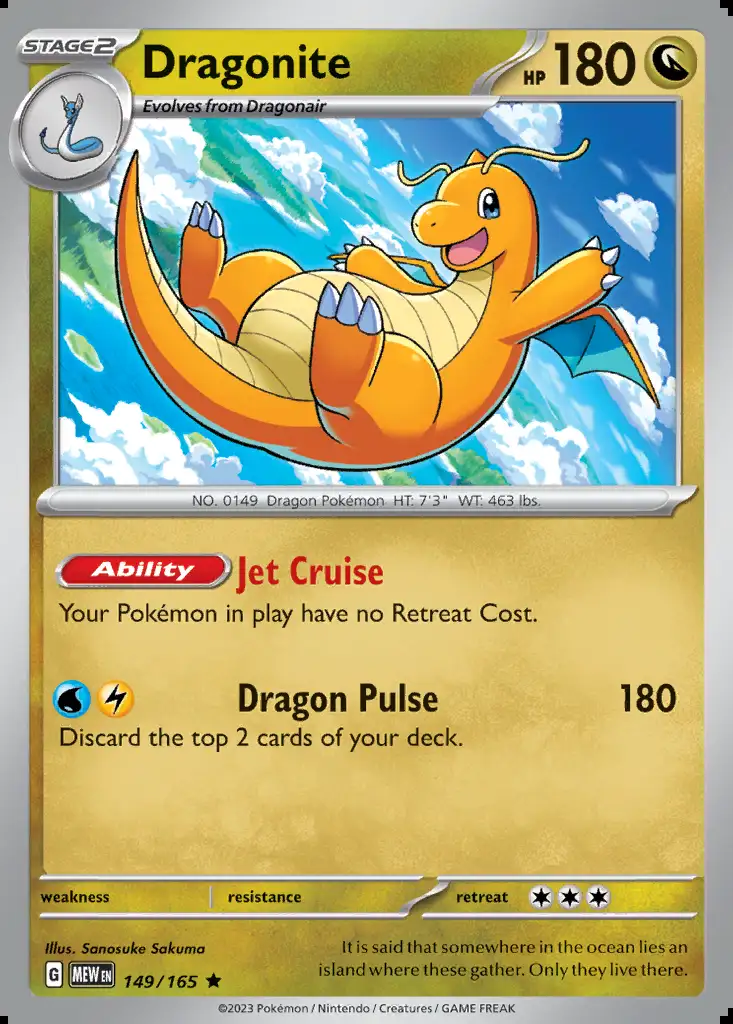 STAGE2
Dragonite
HP 180
Evolves from Dragonair
NO. 0149 Dragon Pokémon HT: 7'3" WT: 463 lbs.
Ability Jet Cruise
Your Pokémon in play have no Retreat Cost.
Dragon Pulse 180
Discard the top 2 cards of your deck.
weakness resistance retreat
Illus. Sanosuke Sakuma
G MEW EN 149/165
It is said that somewhere in the ocean lies an
island where these gather. Only they live there.
©2023 Pokémon / Nintendo / Creatures / GAME FREAK